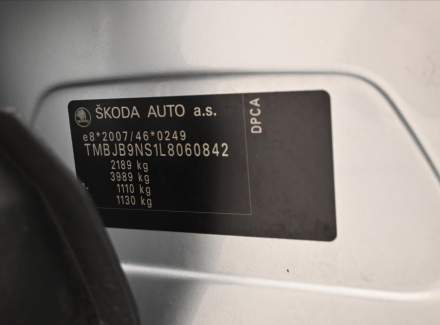 ŠKODA AUTO a.s.
e8*2007/46*0249
TMBJB9NS1L8060842
2189 kg
3989 kg
1110 kg
1130 kg
DPCA